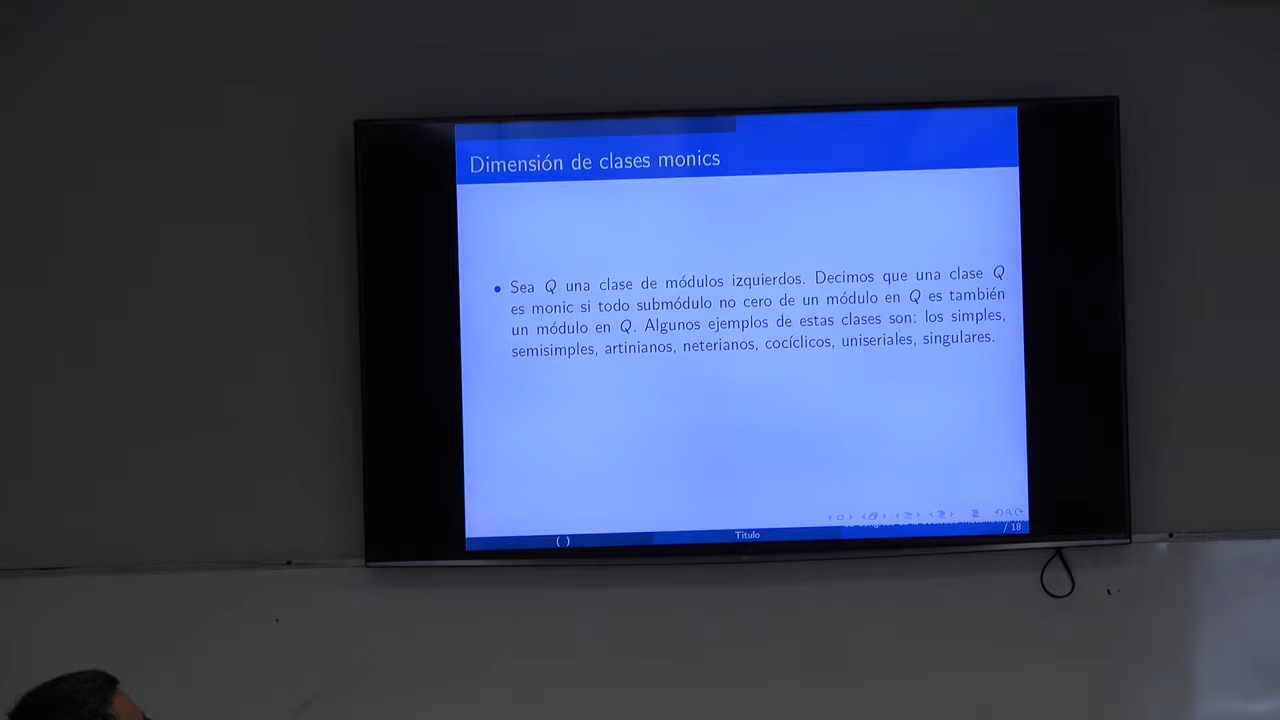 Dimensión de clases monics
• Sea Q una clase de módulos izquierdos. Decimos que una clase Q
es monic si todo submódulo no cero de un módulo en Q es también
un módulo en Q. Algunos ejemplos de estas clases son: los simples,
semisimples, artinianos, neterianos, cocíclicos, uniseriales, singulares.
( )
Título
/ 18